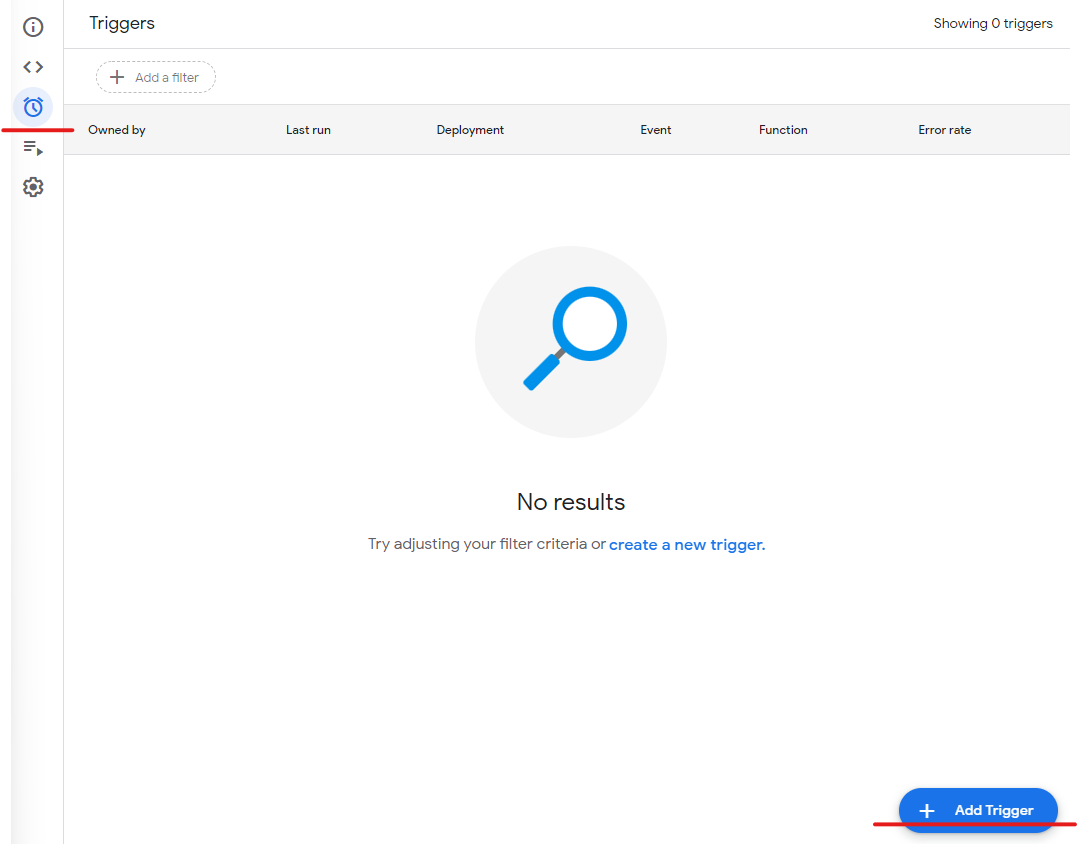 Triggers
Showing 0 triggers
Add a filter
Owned by Last run Deployment Event Function Error rate
No results
Try adjusting your filter criteria or create a new trigger.
Add Trigger